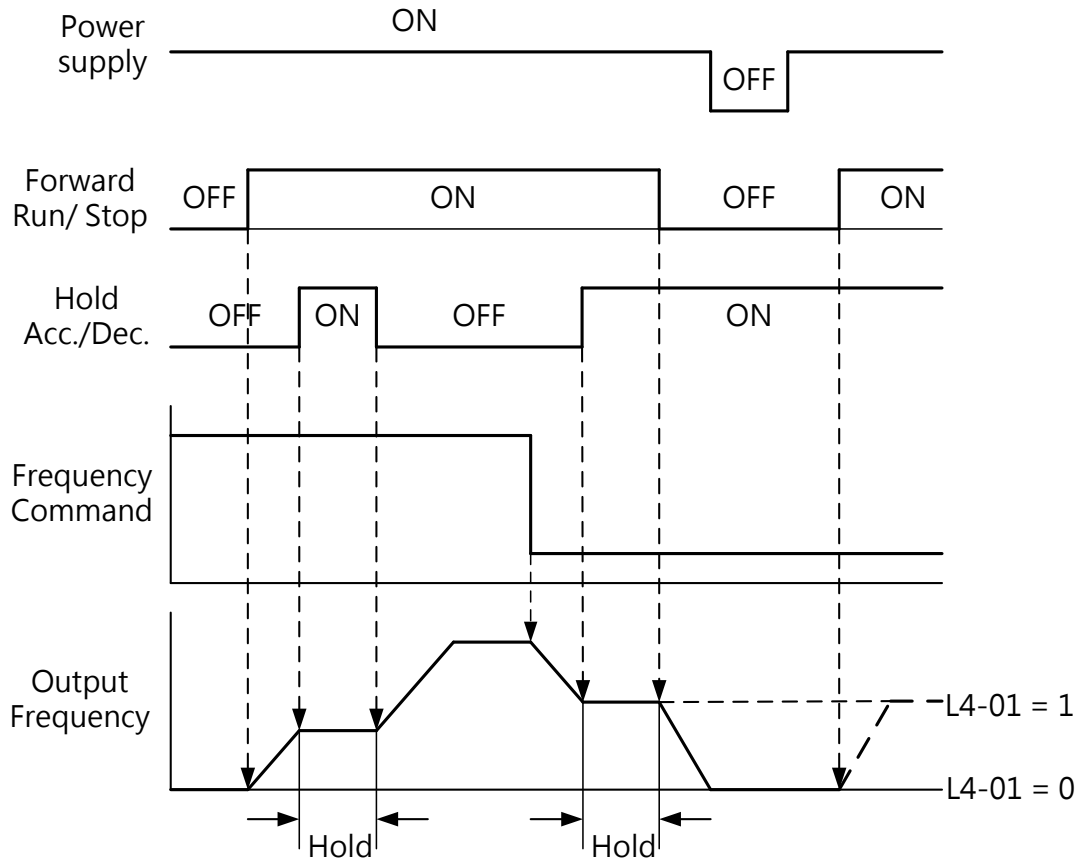 Power
supply
ON
OFF
Forward
Run/ Stop
OFF
ON
OFF
ON
Hold
Acc./Dec.
OFF
ON
OFF
ON
Frequency
Command
Output
Frequency
L4-01 = 1
L4-01 = 0
Hold
Hold